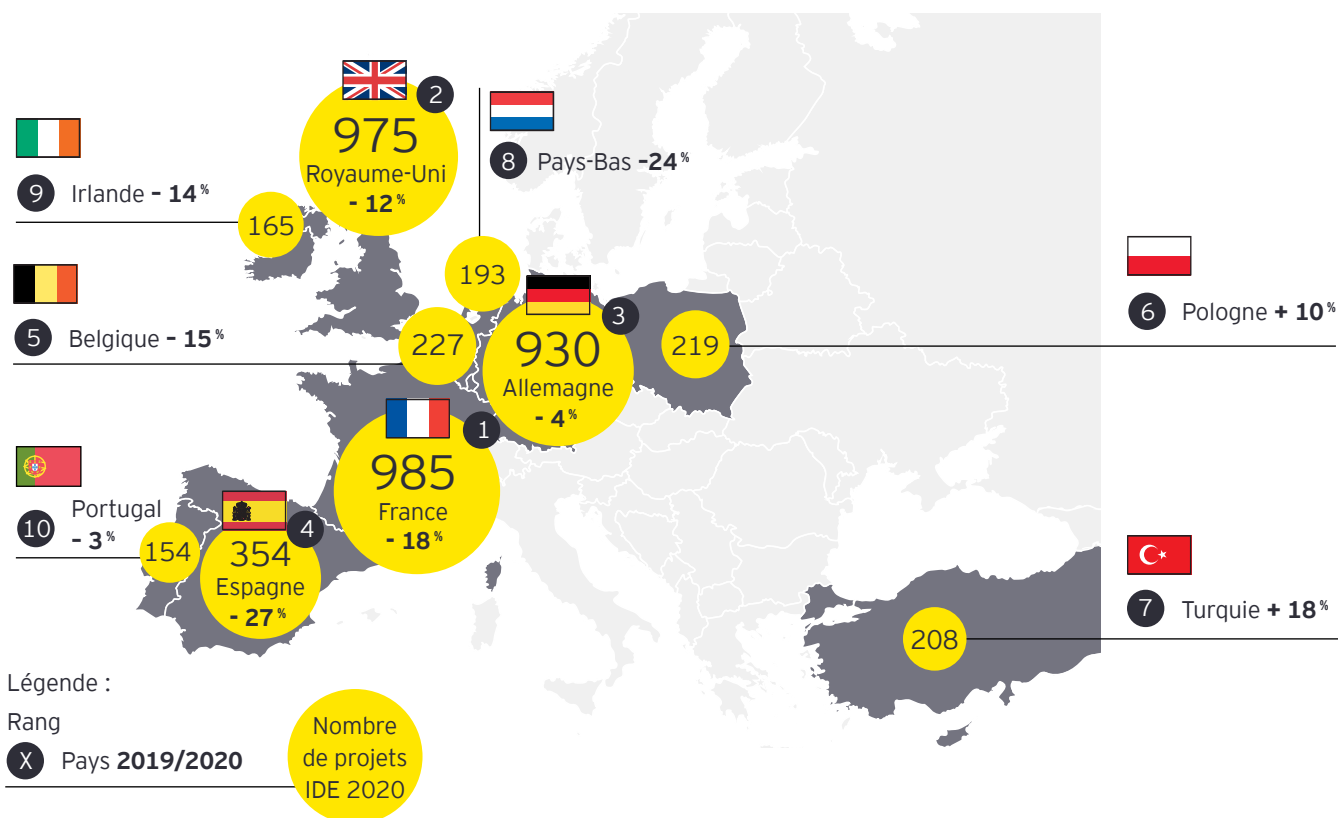 2
975
Royaume-Uni
- 12 %
8 Pays-Bas -24 %
9 Irlande - 14 %
165
193
6 Pologne + 10 %
5 Belgique - 15 %
227
3
930
Allemagne
- 4 %
219
1
985
France
- 18 %
10 Portugal
- 3 %
154
4
354
Espagne
- 27 %
7 Turquie + 18 %
208
Légende :
Rang
X Pays 2019/2020
Nombre
de projets
IDE 2020